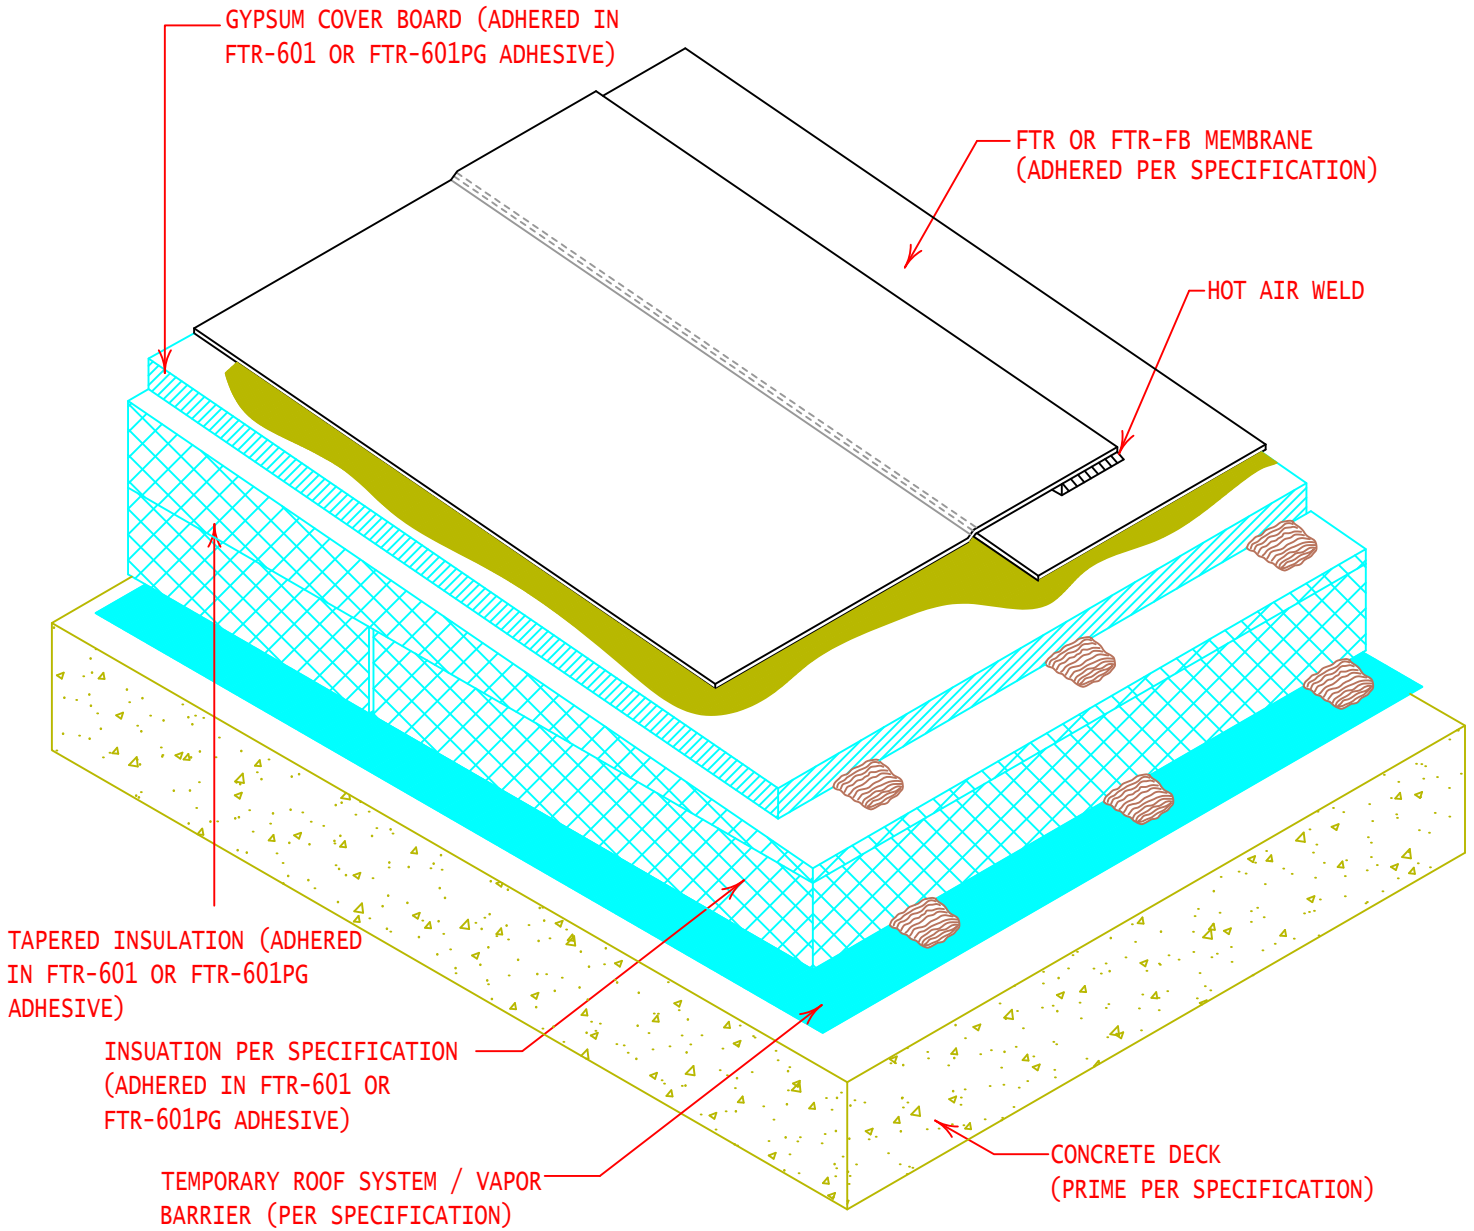 GYPSUM COVER BOARD (ADHERED IN
FTR-601 OR FTR-601PG ADHESIVE)
FTR OR FTR-FB MEMBRANE
(ADHERED PER SPECIFICATION)
HOT AIR WELD
TAPERED INSULATION (ADHERED
IN FTR-601 OR FTR-601PG
ADHESIVE)
INSUATION PER SPECIFICATION
(ADHERED IN FTR-601 OR
FTR-601PG ADHESIVE)
TEMPORARY ROOF SYSTEM / VAPOR
BARRIER (PER SPECIFICATION)
CONCRETE DECK
(PRIME PER SPECIFICATION)